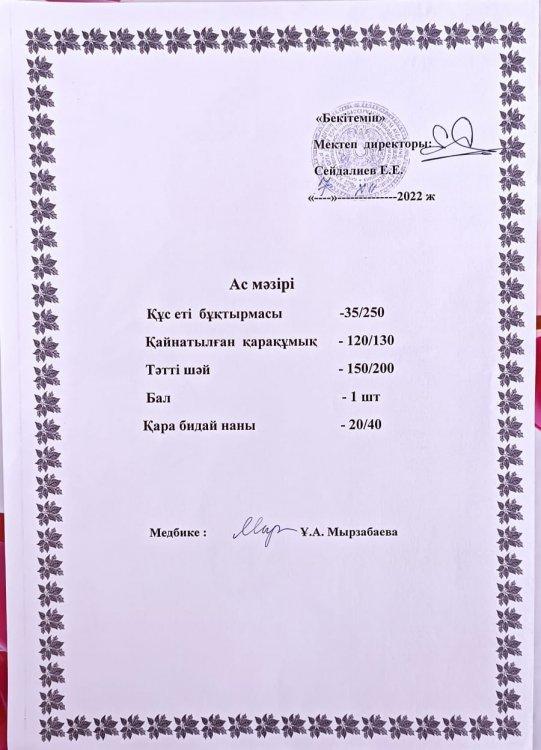 «Бекітемін»
Мектеп директоры:
Сейдалиев Е.Е.
«----»--------------2022 ж
Ас мәзірі
Құс еті бұқтырмасы -35/250
Қайнатылған қарақұмық - 120/130
Тәтті шәй - 150/200
Бал - 1 шт
Қара бидай наны - 20/40
Медбике : Ұ.А. Мырзабаева